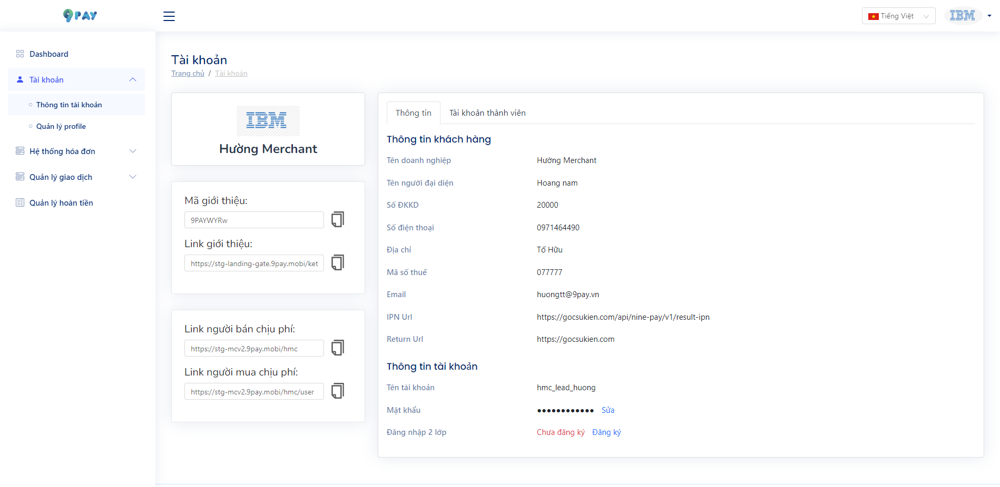 9PAY
Tiếng Việt
IBM
Dashboard
Tài khoản
Thông tin tài khoản
Quản lý profile
Hệ thống hóa đơn
Quản lý giao dịch
Quản lý hoàn tiền
Tài khoản
Trang chủ / Tài khoản
IBM
Hường Merchant
Mã giới thiệu:
9PAYWYRw
Link giới thiệu:
https://stg-landing-gate.9pay.mobi/ket
Link người bán chịu phí:
https://stg-mcv2.9pay.mobi/hmc
Link người mua chịu phí:
https://stg-mcv2.9pay.mobi/hmc/user
Thông tin Tài khoản thành viên
Thông tin khách hàng
Tên doanh nghiệp Hường Merchant
Tên người đại diện Hoang nam
Số ĐKKD 20000
Số điện thoại 0971464490
Địa chỉ Tố Hữu
Mã số thuế 077777
Email huongtt@9pay.vn
IPN Url https://gocsukien.com/api/nine-pay/v1/result-ipn
Return Url https://gocsukien.com
Thông tin tài khoản
Tên tài khoản hmc_lead_huong
Mật khẩu ●●●●●●●●●●●● Sửa
Đăng nhập 2 lớp Chưa đăng ký Đăng ký